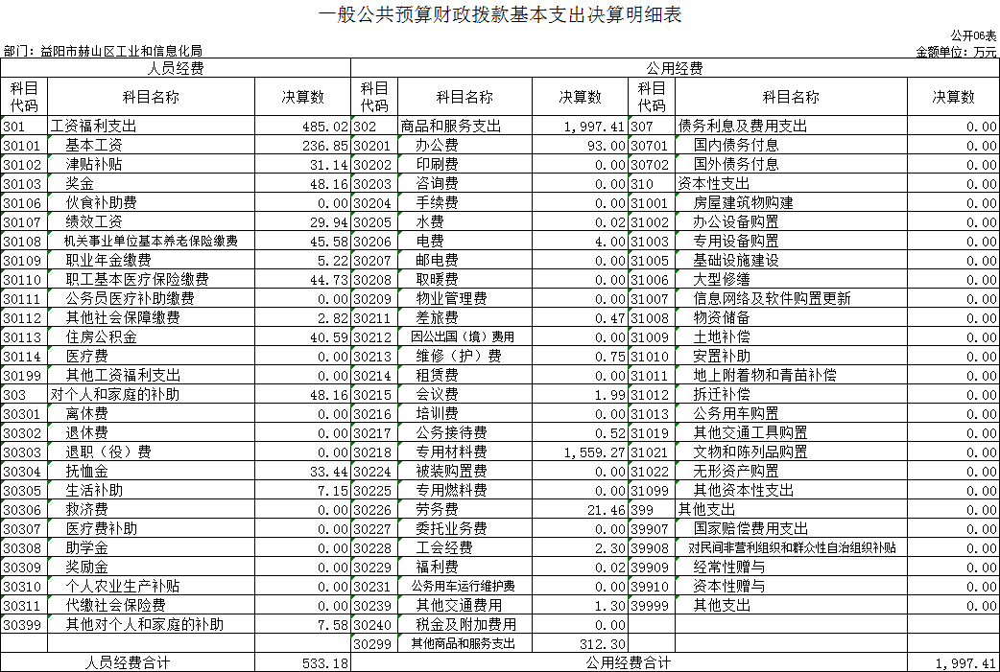 一般公共预算财政拨款基本支出决算明细表
公开06表
部门：益阳市赫山区工业和信息化局 金额单位：万元
人员经费 公用经费
科目代码 科目名称 决算数 科目代码 科目名称 决算数 科目代码 科目名称 决算数
301 工资福利支出 485.02 302 商品和服务支出 1,997.41 307 债务利息及费用支出 0.00
30101 基本工资 236.85 30201 办公费 93.00 30701 国内债务付息 0.00
30102 津贴补贴 31.14 30202 印刷费 0.00 30702 国外债务付息 0.00
30103 奖金 48.16 30203 咨询费 0.00 310 资本性支出 0.00
30106 伙食补助费 0.00 30204 手续费 0.00 31001 房屋建筑物购建 0.00
30107 绩效工资 29.94 30205 水费 0.02 31002 办公设备购置 0.00
30108 机关事业单位基本养老保险缴费 45.58 30206 电费 4.00 31003 专用设备购置 0.00
30109 职业年金缴费 5.22 30207 邮电费 0.00 31005 基础设施建设 0.00
30110 职工基本医疗保险缴费 44.73 30208 取暖费 0.00 31006 大型修缮 0.00
30111 公务员医疗补助缴费 0.00 30209 物业管理费 0.00 31007 信息网络及软件购置更新 0.00
30112 其他社会保障缴费 2.82 30211 差旅费 0.47 31008 物资储备 0.00
30113 住房公积金 40.59 30212 因公出国（境）费用 0.00 31009 土地补偿 0.00
30114 医疗费 0.00 30213 维修（护）费 0.75 31010 安置补助 0.00
30199 其他工资福利支出 0.00 30214 租赁费 0.00 31011 地上附着物和青苗补偿 0.00
303 对个人和家庭的补助 48.16 30215 会议费 1.99 31012 拆迁补偿 0.00
30301 离休费 0.00 30216 培训费 0.00 31013 公务用车购置 0.00
30302 退休费 0.00 30217 公务接待费 0.52 31019 其他交通工具购置 0.00
30303 退职（役）费 0.00 30218 专用材料费 1,559.27 31021 文物和陈列品购置 0.00
30304 抚恤金 33.44 30224 被装购置费 0.00 31022 无形资产购置 0.00
30305 生活补助 7.15 30225 专用燃料费 0.00 31099 其他资本性支出 0.00
30306 救济费 0.00 30226 劳务费 21.46 399 其他支出 0.00
30307 医疗费补助 0.00 30227 委托业务费 0.00 39907 国家赔偿费用支出 0.00
30308 助学金 0.00 30228 工会经费 2.30 39908 对民间非营利组织和群众性自治组织补贴 0.00
30309 奖励金 0.00 30229 福利费 0.02 39909 经常性赠与 0.00
30310 个人农业生产补贴 0.00 30231 公务用车运行维护费 0.00 39910 资本性赠与 0.00
30311 代缴社会保险费 0.00 30239 其他交通费用 1.30 39999 其他支出 0.00
30399 其他对个人和家庭的补助 7.58 30240 税金及附加费用 0.00
30299 其他商品和服务支出 312.30
人员经费合计 533.18 公用经费合计 1,997.41